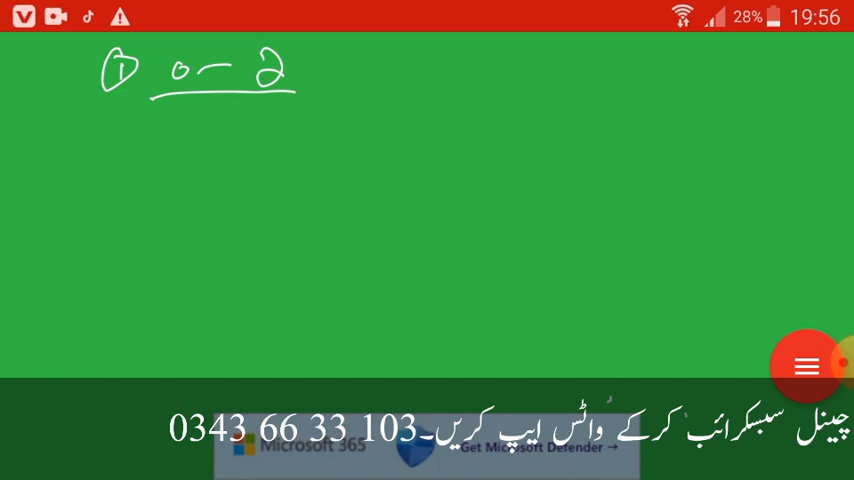 28% 19:56
① 0 – 2
چینل سبسکرائب کرکے واٹس ایپ کریں۔103 33 66 0343
Microsoft 365
Get Microsoft Defender →